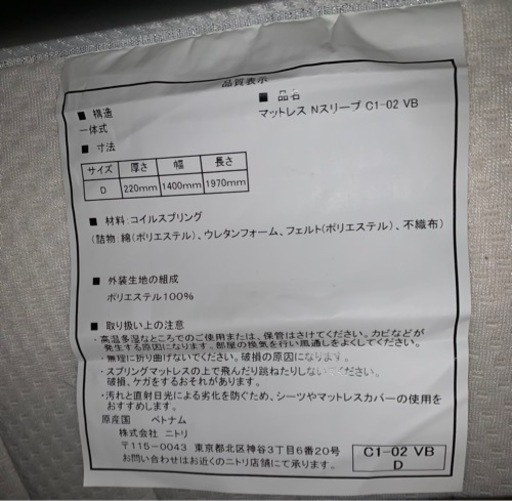 品質表示
■ 構造
一体式
■ 品名
マットレス Nスリープ C1-02 VB
■ 寸法
サイズ 厚さ 幅 長さ
D 220mm 1400mm 1970mm
■ 材料:コイルスプリング
(詰物:綿(ポリエステル)、ウレタンフォーム、フェルト(ポリエステル)、不織布)
■ 外装生地の組成
ポリエステル100%
■ 取り扱い上の注意
・高温多湿なところでのご使用または、保管はさけてください。カビなどが
発生する原因になります。部屋の換気を行い風通しをよくしてください。
・無理に折り曲げないでください。破損の原因になります。
・スプリングマットレスの上で飛んだり跳ねたりしないでください。
破損、ケガをするおそれがあります。
・汚れと直射日光による劣化を防ぐため、シーツやマットレスカバーの使用を
おすすめします。
原産国 ベトナム
株式会社 ニトリ
〒115-0043 東京都北区神谷3丁目6番20号
お問い合わせはお近くのニトリ店舗にて承ります。
C1-02 VB
D